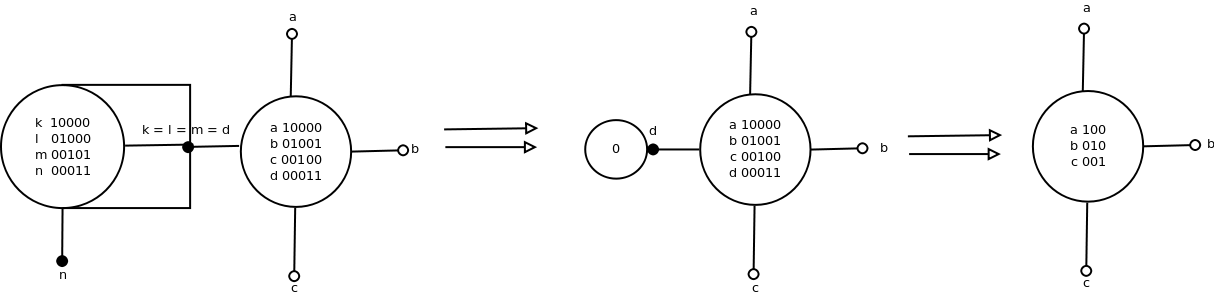 k 10000
l 01000
m 00101
n 00011
n
k = l = m = d
a
a 10000
b 01001
c 00100
d 00011
b
c
0
d
a
a 10000
b 01001
c 00100
d 00011
b
c
a
a 100
b 010
c 001
b
c